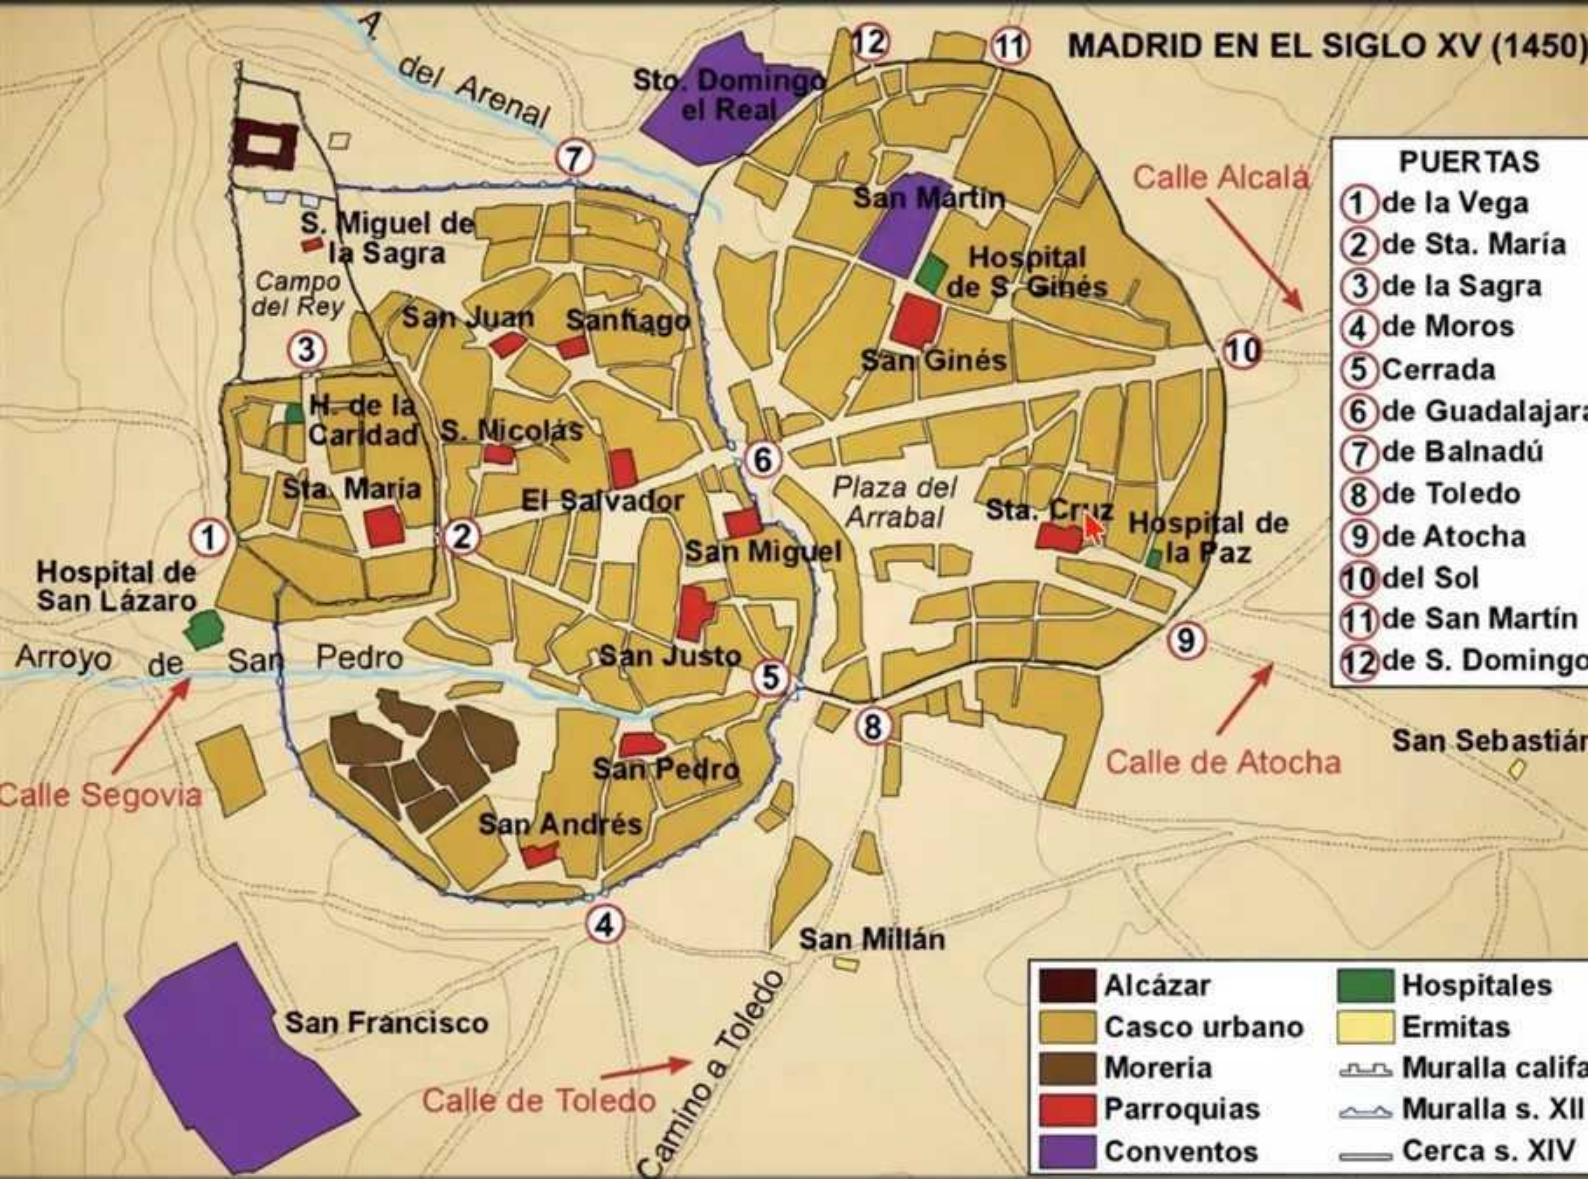 MADRID EN EL SIGLO XV (1450)
A. del Arenal
Sto. Domingo
el Real
12
11
7
San Martín
Calle Alcalá
S. Miguel de
la Sagra
Hospital
de S. Ginés
Campo
del Rey
San Juan
Santiago
3
San Ginés
10
H. de la
Caridad
S. Nicolás
6
Sta. María
El Salvador
Plaza del
Arrabal
Sta. Cruz
Hospital de
la Paz
1
2
San Miguel
Hospital de
San Lázaro
Arroyo de San Pedro
San Justo
5
9
8
Calle Segovia
San Pedro
Calle de Atocha
San Sebastián
San Andrés
4
San Millán
San Francisco
Calle de Toledo
Camino a Toledo
PUERTAS
1 de la Vega
2 de Sta. María
3 de la Sagra
4 de Moros
5 Cerrada
6 de Guadalajara
7 de Balnadú
8 de Toledo
9 de Atocha
10 del Sol
11 de San Martín
12 de S. Domingo
Alcázar
Casco urbano
Moreria
Parroquias
Conventos
Hospitales
Ermitas
Muralla califa
Muralla s. XII
Cerca s. XIV